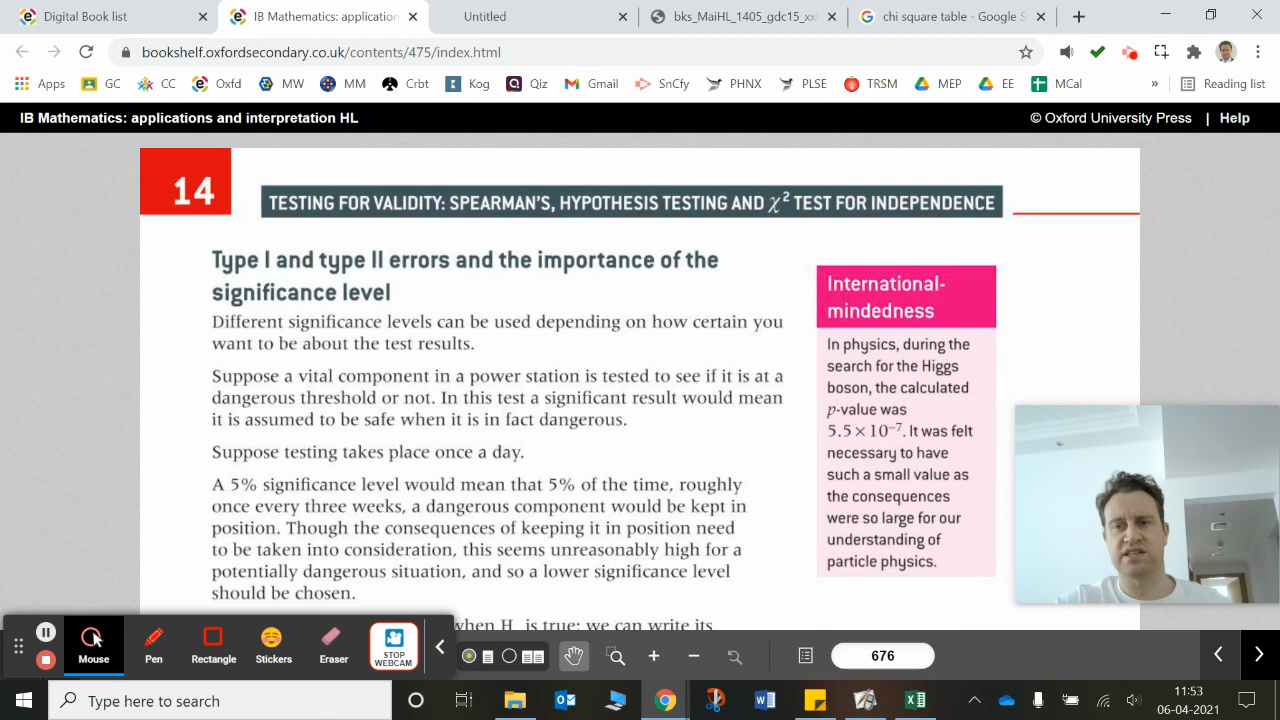 Digital Book list
IB Mathematics: application
Untitled
bks_MaiHL_1405_gdc15_xxt
chi square table - Google S
bookshelf.oxfordsecondary.co.uk/contents/475/index.html
Apps GC CC Oxfd MW MM Crbt Kog Qiz Gmail SnCfy PHNX PLSE TRSM MEP EE MCal » Reading list
IB Mathematics: applications and interpretation HL
© Oxford University Press | Help
14
TESTING FOR VALIDITY: SPEARMAN'S, HYPOTHESIS TESTING AND χ² TEST FOR INDEPENDENCE
Type I and type II errors and the importance of the
significance level
Different significance levels can be used depending on how certain you
want to be about the test results.
Suppose a vital component in a power station is tested to see if it is at a
dangerous threshold or not. In this test a significant result would mean
it is assumed to be safe when it is in fact dangerous.
Suppose testing takes place once a day.
A 5% significance level would mean that 5% of the time, roughly
once every three weeks, a dangerous component would be kept in
position. Though the consequences of keeping it in position need
to be taken into consideration, this seems unreasonably high for a
potentially dangerous situation, and so a lower significance level
should be chosen.
when H is true; we can write its
International-
mindedness
In physics, during the
search for the Higgs
boson, the calculated
p-value was
5.5 × 10⁻⁷. It was felt
necessary to have
such a small value as
the consequences
were so large for our
understanding of
particle physics.
Mouse
Pen
Rectangle
Stickers
Eraser
STOP
WEBCAM
676
Type here to search
11:53
06-04-2021